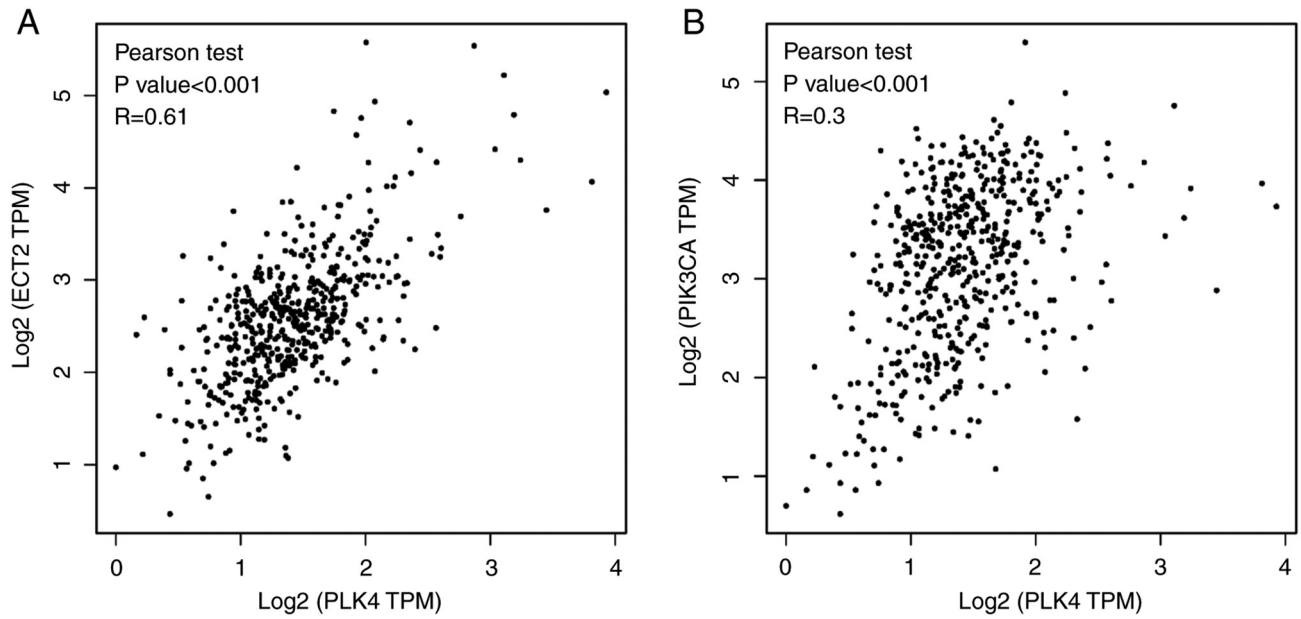 A
Pearson test
P value<0.001
R=0.61
Log2 (ECT2 TPM)
5
4
3
2
1
0 1 2 3 4
Log2 (PLK4 TPM)
B
Pearson test
P value<0.001
R=0.3
Log2 (PIK3CA TPM)
5
4
3
2
1
0 1 2 3 4
Log2 (PLK4 TPM)